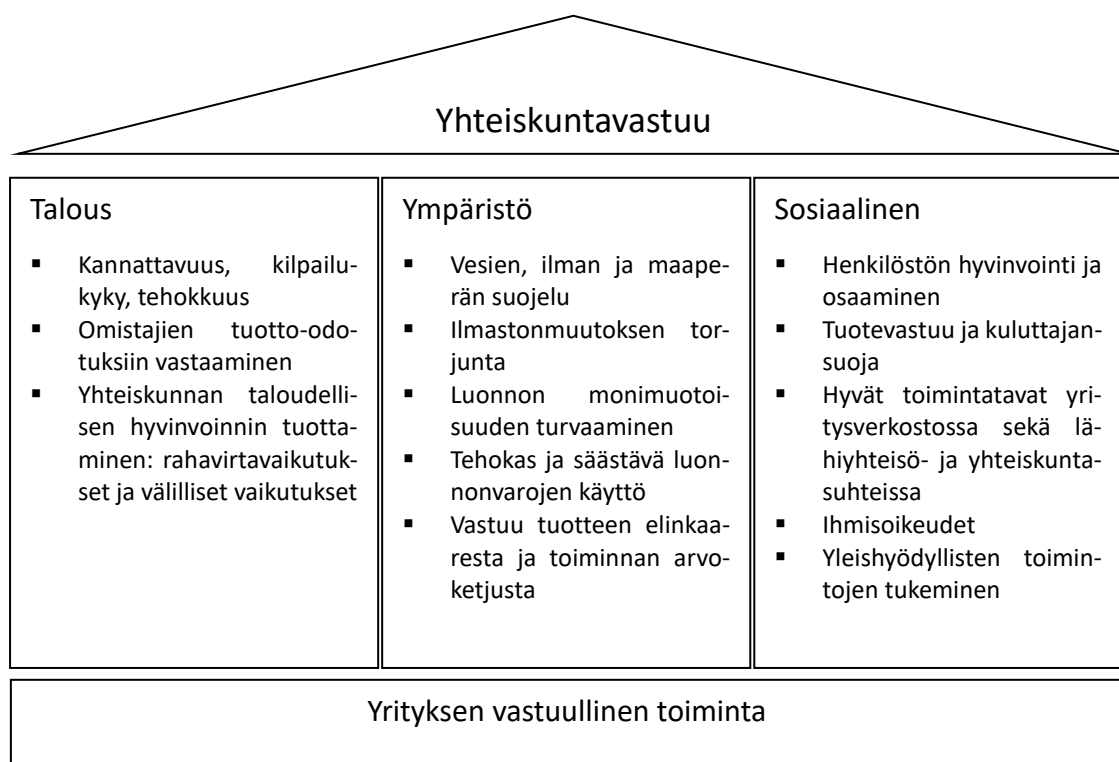 Yhteiskuntavastuu
Talous
▪ Kannattavuus, kilpailu-
kyky, tehokkuus
▪ Omistajien tuotto-odo-
tuksiin vastaaminen
▪ Yhteiskunnan taloudelli-
sen hyvinvoinnin tuotta-
minen: rahavirtavaikutuk-
set ja välilliset vaikutukset
Ympäristö
▪ Vesien, ilman ja maape-
rän suojelu
▪ Ilmastonmuutoksen tor-
junta
▪ Luonnon monimuotoi-
suuden turvaaminen
▪ Tehokas ja säästävä luon-
nonvarojen käyttö
▪ Vastuu tuotteen elinkaa-
resta ja toiminnan arvo-
ketjusta
Sosiaalinen
▪ Henkilöstön hyvinvointi ja
osaaminen
▪ Tuotevastuu ja kuluttajan-
suoja
▪ Hyvät toimintatavat yri-
tysverkostossa sekä lä-
hiyhteisö- ja yhteiskunta-
suhteissa
▪ Ihmisoikeudet
▪ Yleishyödyllisten toimin-
tojen tukeminen
Yrityksen vastuullinen toiminta